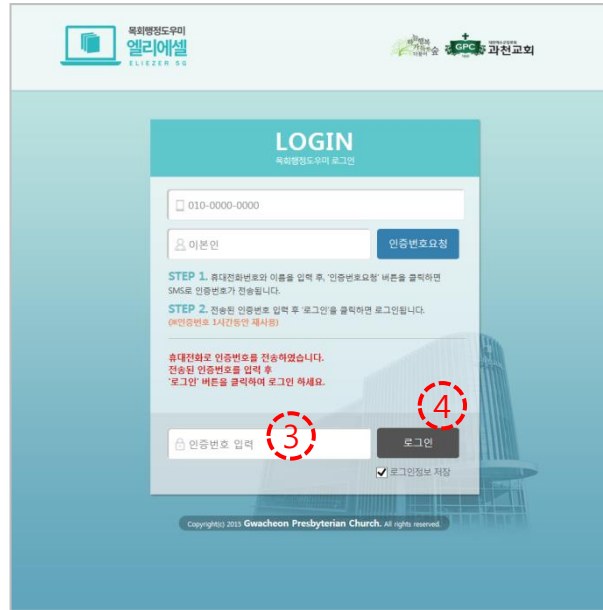 목회행정도우미
엘리에셀
ELIEZER SG
숲
GPC
과천교회
LOGIN
목회행정도우미 로그인
010-0000-0000
이본인
인증번호요청
STEP 1. 휴대전화번호와 이름을 입력 후, '인증번호요청' 버튼을 클릭하면
SMS로 인증번호가 전송됩니다.
STEP 2. 전송된 인증번호 입력 후 '로그인'을 클릭하면 로그인됩니다.
(※인증번호 1시간동안 재사용)
휴대전화로 인증번호를 전송하였습니다.
전송된 인증번호를 입력 후
'로그인' 버튼을 클릭하여 로그인 하세요.
4
인증번호 입력
3
로그인
로그인정보 저장
Copyright(c) 2015 Gwacheon Presbyterian Church. All rights reserved.